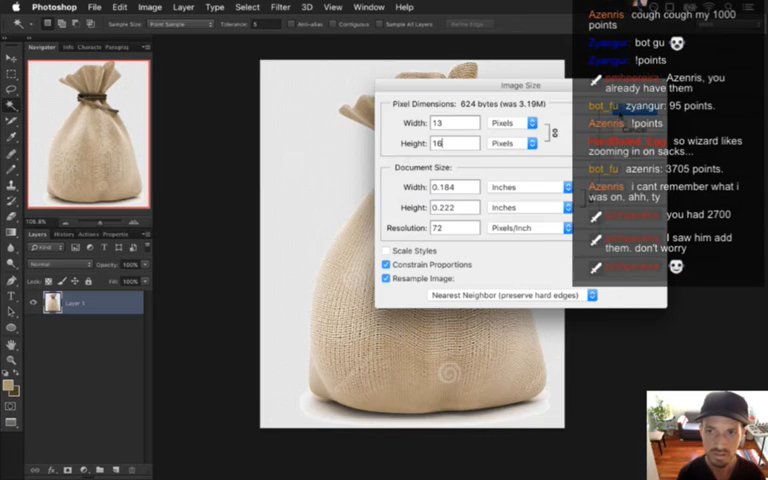 Photoshop File Edit Image Layer Type Select Filter 3D View Window Help
Sample Size: Point Sample Tolerance: 5 Anti-alias Contiguous Sample All Layers Refine Edge...
Navigator Info Characte Paragrap
Image Size
Pixel Dimensions: 624 bytes (was 3.19M)
Width: 13 Pixels
Height: 16 Pixels
Document Size:
Width: 0.184 Inches
Height: 0.222 Inches
Resolution: 72 Pixels/Inch
Scale Styles
Constrain Proportions
Resample Image:
Nearest Neighbor (preserve hard edges)
Layers History Actions Properties
Kind
Normal Opacity: 100%
Lock: Fill: 100%
Layer 1
Azenris cough cough my 1000
points
Zyangur bot gu
Zyangur !points
Azenris, you
already have them
bot_fu zyangur: 95 points.
Azenris !points
so wizard likes
zooming in on sacks...
bot_fu azenris: 3705 points.
Azenris i cant remember what i
was on. ahh, ty
you had 2700
I saw him add
them. don't worry